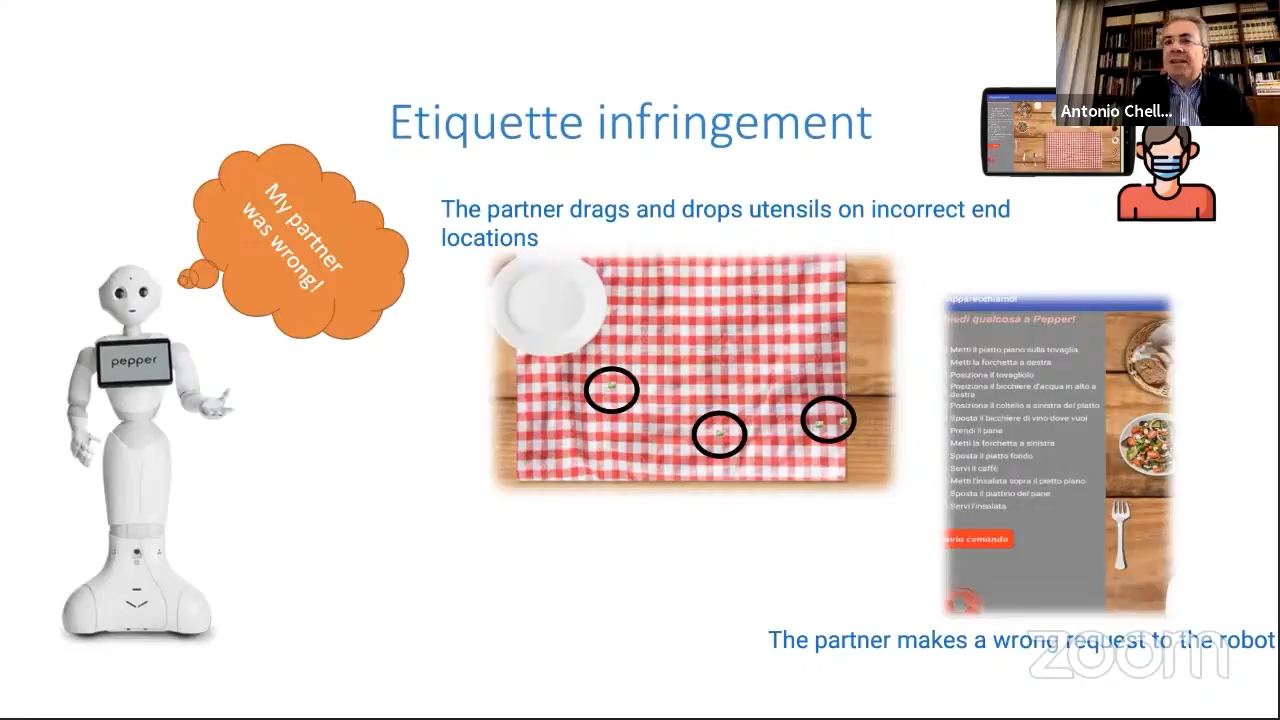 Antonio Chell...
Etiquette infringement
My partner
was wrong!
The partner drags and drops utensils on incorrect end
locations
pepper
Apparecchiamo!
iedi qualcosa a Pepper!
Metti il piatto piano sulla tovaglia
Metti la forchetta a destra
Posiziona il tovagliolo
Posiziona il bicchiere d'acqua in alto a
destra
Posiziona il coltello a sinistra del piatto
Sposta il bicchiere di vino dove vuoi
Prendi il pane
Metti la forchetta a sinistra
Sposta il piatto fondo
Servi il caffè
Metti l'insalata sopra il piatto piano
Sposta il piattino del pane
Servi l'insalata
nvia comando
The partner makes a wrong request to the robot
zoom